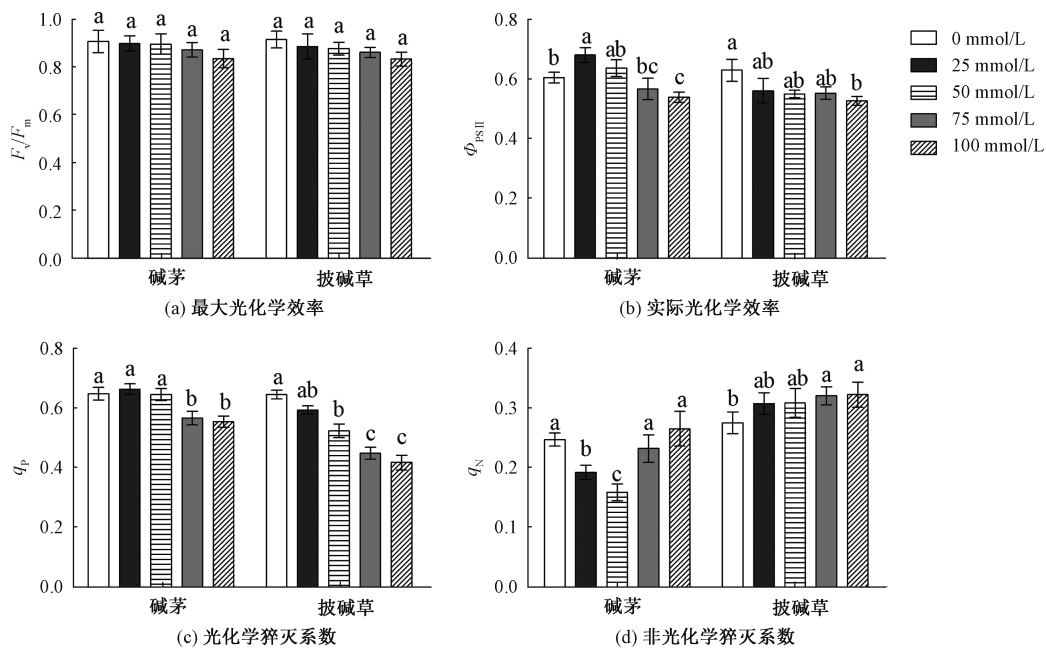 1.0
0.8
0.6
0.4
0.2
0.0
Fv/Fm
a a a a a a a a a a
碱茅 披碱草
(a) 最大光化学效率
0.8
0.6
0.4
0.2
0.0
ΦPSII
b a ab bc c a ab ab ab b
碱茅 披碱草
(b) 实际光化学效率
0 mmol/L
25 mmol/L
50 mmol/L
75 mmol/L
100 mmol/L
0.8
0.6
0.4
0.6
0.0
qP
a a a b b a ab b c c
碱茅 披碱草
(c) 光化学猝灭系数
0.4
0.3
0.2
0.1
0.0
qN
a b c a a b ab ab a a
碱茅 披碱草
(d) 非光化学猝灭系数